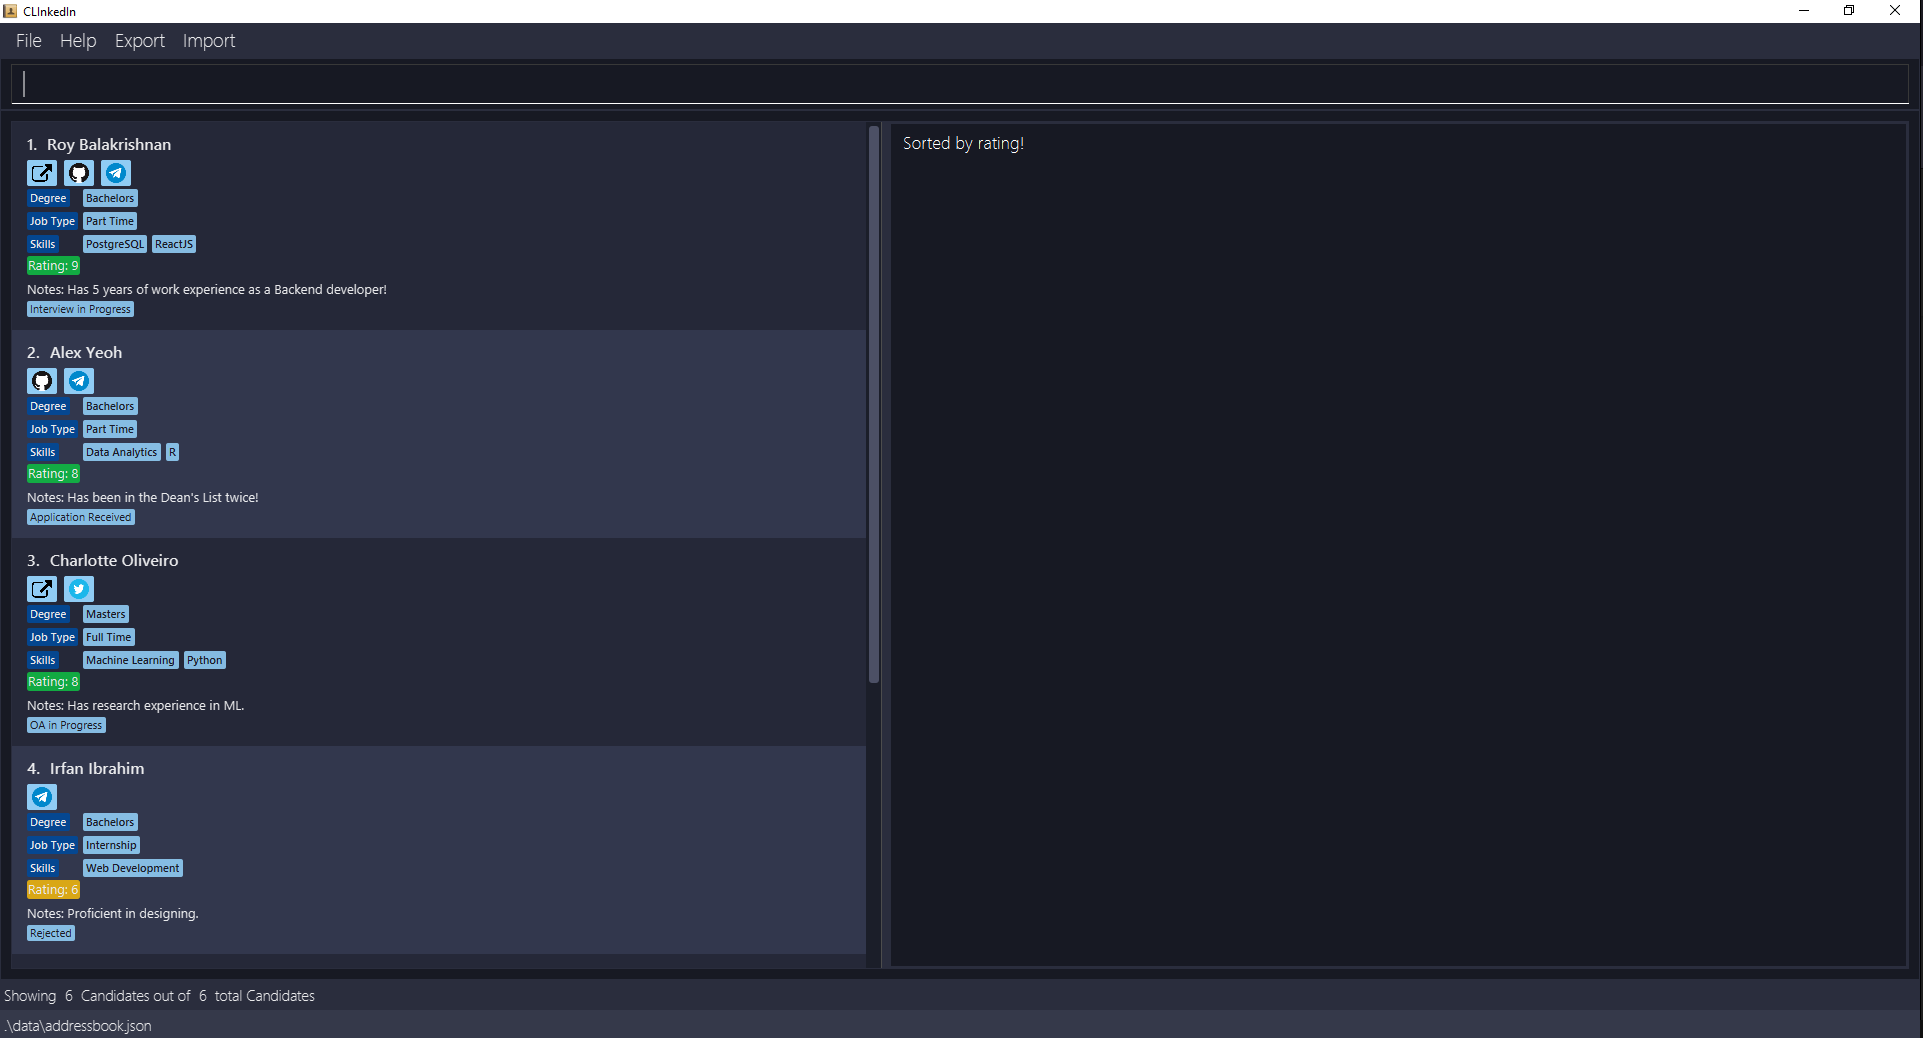 CLInkedIn
File Help Export Import
1. Roy Balakrishnan
Degree Bachelors
Job Type Part Time
Skills PostgreSQL ReactJS
Rating: 9
Notes: Has 5 years of work experience as a Backend developer!
Interview in Progress
2. Alex Yeoh
Degree Bachelors
Job Type Part Time
Skills Data Analytics R
Rating: 8
Notes: Has been in the Dean's List twice!
Application Received
3. Charlotte Oliveiro
Degree Masters
Job Type Full Time
Skills Machine Learning Python
Rating: 8
Notes: Has research experience in ML.
OA in Progress
4. Irfan Ibrahim
Degree Bachelors
Job Type Internship
Skills Web Development
Rating: 6
Notes: Proficient in designing.
Rejected
Sorted by rating!
Showing 6 Candidates out of 6 total Candidates
.\data\addressbook.json